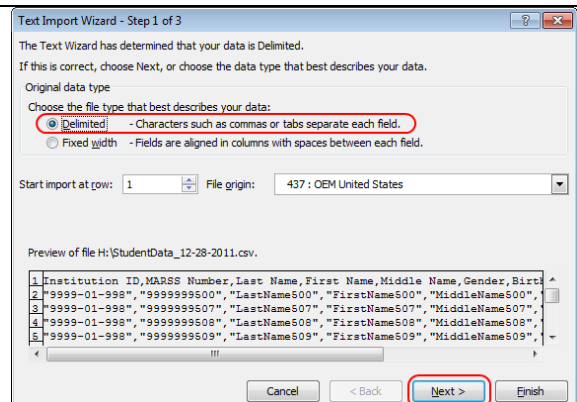 Text Import Wizard - Step 1 of 3
The Text Wizard has determined that your data is Delimited.
If this is correct, choose Next, or choose the data type that best describes your data.
Original data type
Choose the file type that best describes your data:
Delimited - Characters such as commas or tabs separate each field.
Fixed width - Fields are aligned in columns with spaces between each field.
Start import at row: 1 File origin: 437 : OEM United States
Preview of file H:\StudentData_12-28-2011.csv.
1 Institution ID,MARSS Number,Last Name,First Name,Middle Name,Gender,Birth
2 "9999-01-998","9999999500","LastName500","FirstName500","MiddleName500","
3 "9999-01-998","9999999507","LastName507","FirstName507","MiddleName507","
4 "9999-01-998","9999999508","LastName508","FirstName508","MiddleName508","
5 "9999-01-998","9999999509","LastName509","FirstName509","MiddleName509","
Cancel < Back Next > Finish